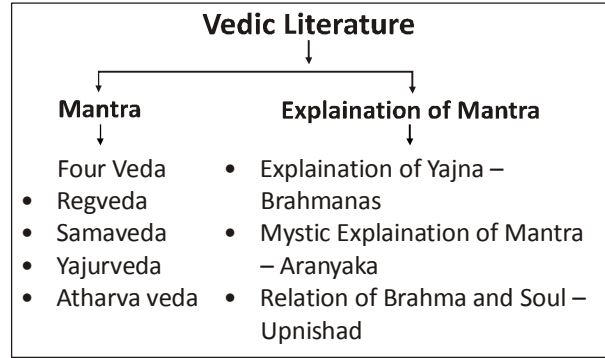 Vedic Literature
Mantra
Four Veda
• Regveda
• Samaveda
• Yajurveda
• Atharva veda
Explaination of Mantra
• Explaination of Yajna –
Brahmanas
• Mystic Explaination of Mantra
– Aranyaka
• Relation of Brahma and Soul –
Upnishad